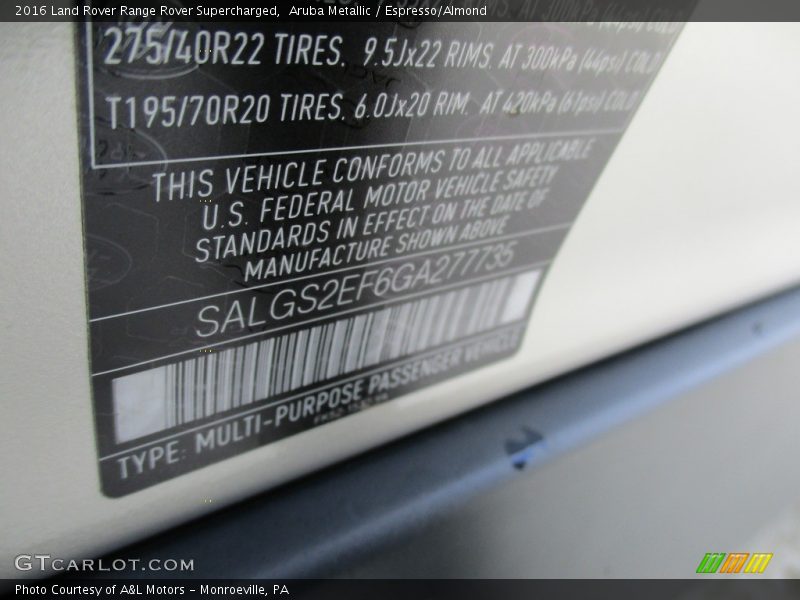 2016 Land Rover Range Rover Supercharged, Aruba Metallic / Espresso/Almond
275/40R22 TIRES, 9.5Jx22 RIMS, AT 300kPa (44psi) COLD
T195/70R20 TIRES, 6.0Jx20 RIM, AT 420kPa (61psi) COLD
THIS VEHICLE CONFORMS TO ALL APPLICABLE
U.S. FEDERAL MOTOR VEHICLE SAFETY
STANDARDS IN EFFECT ON THE DATE OF
MANUFACTURE SHOWN ABOVE
SALGS2EF6GA277735
TYPE: MULTI-PURPOSE PASSENGER VEHICLE
GTCARLOT.COM
Photo Courtesy of A&L Motors - Monroeville, PA